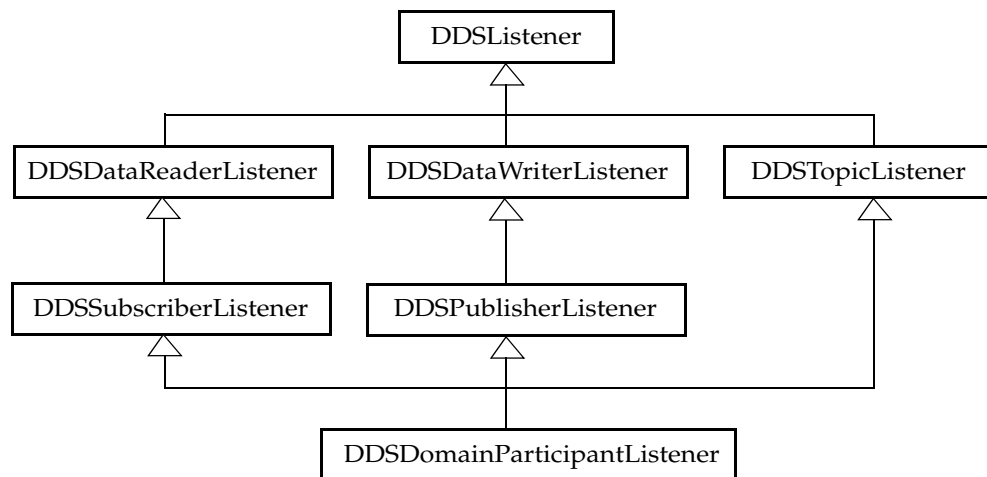 DDSListener
DDSDataReaderListener
DDSDataWriterListener
DDSTopicListener
DDSSubscriberListener
DDSPublisherListener
DDSDomainParticipantListener